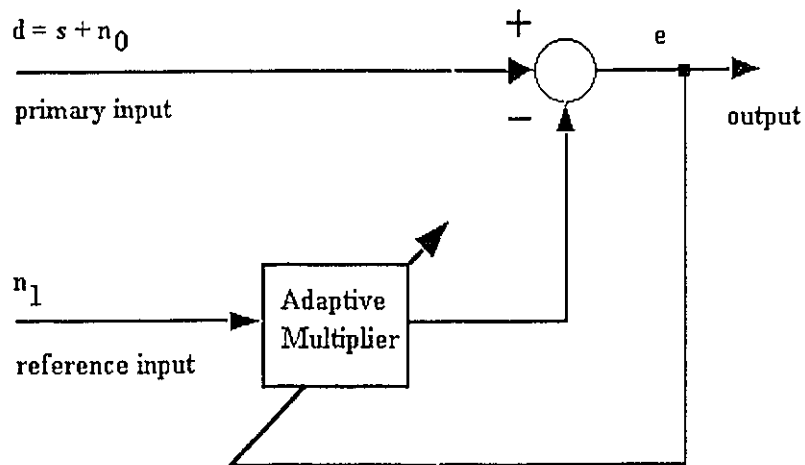 d = s + n0
+
e
primary input
−
output
n1
Adaptive
Multiplier
reference input